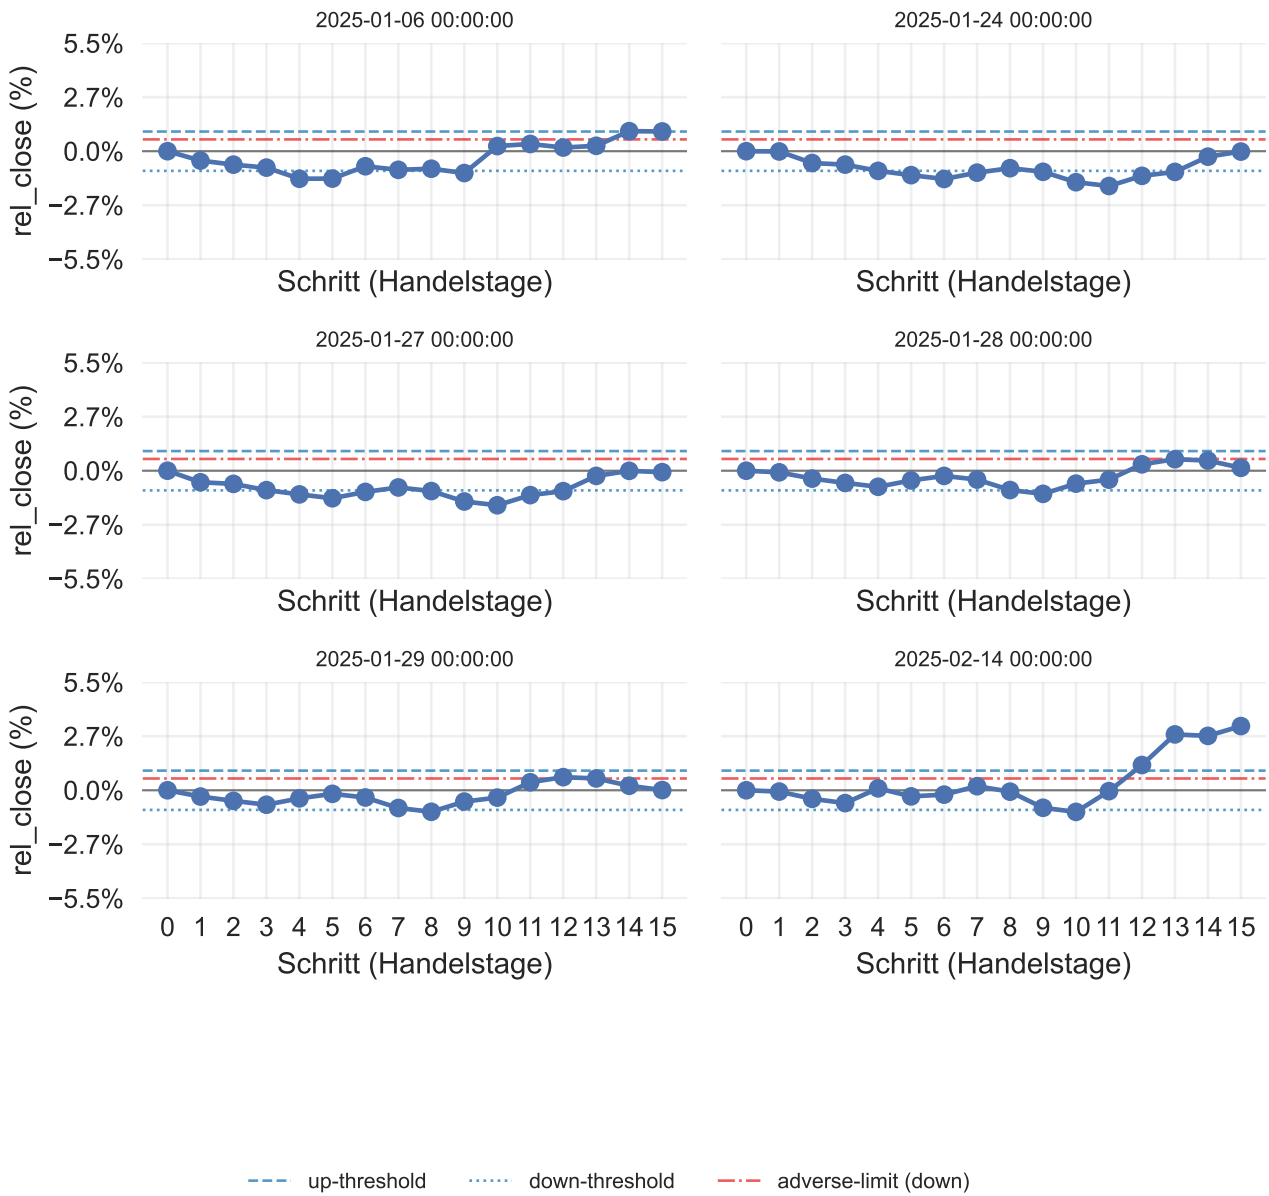 2025-01-06 00:00:00
2025-01-24 00:00:00
rel_close (%)
5.5%
2.7%
0.0%
−2.7%
−5.5%
Schritt (Handelstage)
Schritt (Handelstage)
2025-01-27 00:00:00
2025-01-28 00:00:00
rel_close (%)
5.5%
2.7%
0.0%
−2.7%
−5.5%
Schritt (Handelstage)
Schritt (Handelstage)
2025-01-29 00:00:00
2025-02-14 00:00:00
rel_close (%)
5.5%
2.7%
0.0%
−2.7%
−5.5%
0 1 2 3 4 5 6 7 8 9 10 11 12 13 14 15
0 1 2 3 4 5 6 7 8 9 10 11 12 13 14 15
Schritt (Handelstage)
Schritt (Handelstage)
up-threshold
down-threshold
adverse-limit (down)